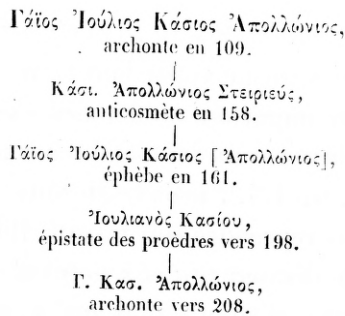 Γάϊος Ἰούλιος Κάσιος Ἀπολλώνιος,
archonte en 109.
Κάσι. Ἀπολλώνιος Στειριεύς,
anticosmète en 158.
Γάϊος Ἰούλιος Κάσιος [Ἀπολλώνιος],
éphèbe en 161.
Ἰουλιανὸς Κασίου,
épistate des proèdres vers 198.
Γ. Κασ. Ἀπολλώνιος,
archonte vers 208.